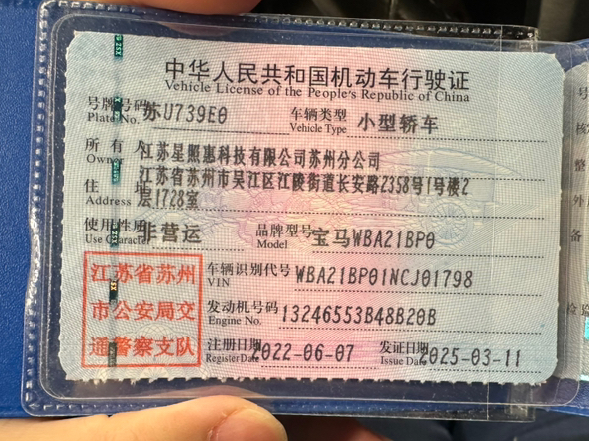 中华人民共和国机动车行驶证
Vehicle License of the People's Republic of China
号牌号码 苏U739E0 车辆类型 小型轿车
Plate No. Vehicle Type
所有人 江苏星照惠科技有限公司苏州分公司
Owner
住址 江苏省苏州市吴江区江陵街道长安路2358号1号楼2
Address 层1728室
使用性质 非营运 品牌型号 宝马WBA21BP0
Use Character Model
江苏省苏州
市公安局交
通警察支队
车辆识别代号 WBA21BP01NCJ01798
VIN
发动机号码 13246553B48B20B
Engine No.
注册日期 2022-06-07 发证日期 2025-03-11
Register Date Issue Date